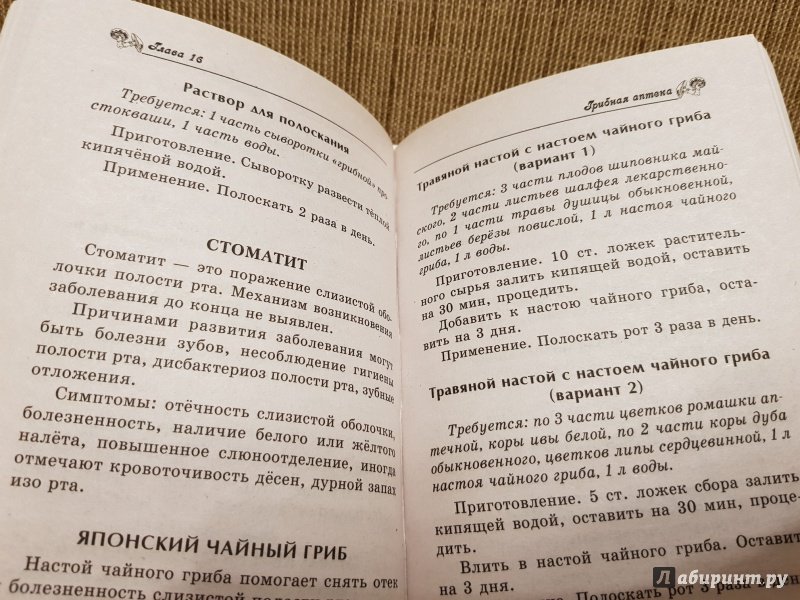 Глава 16
Раствор для полоскания
Требуется: 1 часть сыворотки «грибной» про-
стокваши, 1 часть воды.
Приготовление. Сыворотку развести тёплой
кипячёной водой.
Применение. Полоскать 2 раза в день.
СТОМАТИТ
Стоматит — это поражение слизистой обо-
лочки полости рта. Механизм возникновения
заболевания до конца не выявлен.
Причинами развития заболевания могут
быть болезни зубов, несоблюдение гигиены
полости рта, дисбактериоз полости рта, зубные
отложения.
Симптомы: отёчность слизистой оболочки,
болезненность, наличие белого или жёлтого
налёта, повышенное слюноотделение, иногда
отмечают кровоточивость дёсен, дурной запах
изо рта.
ЯПОНСКИЙ ЧАЙНЫЙ ГРИБ
Настой чайного гриба помогает снять отек
болезненность слизистой полости
Грибная аптека
Травяной настой с настоем чайного гриба
(вариант 1)
Требуется: 3 части плодов шиповника май-
ского, 2 части листьев шалфея лекарственно-
го, по 1 части травы душицы обыкновенной,
листьев берёзы повислой, 1 л настоя чайного
гриба, 1 л воды.
Приготовление. 10 ст. ложек раститель-
ного сырья залить кипящей водой, оставить
на 30 мин, процедить.
Добавить к настою чайного гриба, оста-
вить на 3 дня.
Применение. Полоскать рот 3 раза в день.
Травяной настой с настоем чайного гриба
(вариант 2)
Требуется: по 3 части цветков ромашки ап-
течной, коры ивы белой, по 2 части коры дуба
обыкновенного, цветков липы сердцевинной, 1 л
настоя чайного гриба, 1 л воды.
Приготовление. 5 ст. ложек сбора залить
кипящей водой, оставить на 30 мин, проце-
дить.
Влить в настой чайного гриба. Оставить
на 3 дня.
Применение. Полоскать рот 3 раза в
Лабиринт.ру